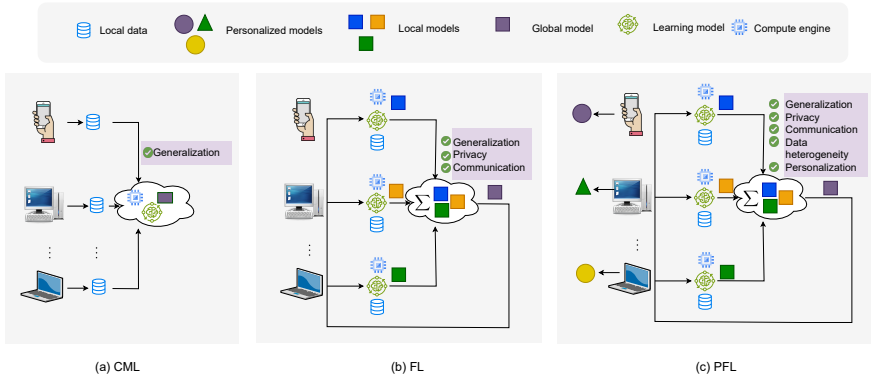 Local data
Personalized models
Local models
Global model
Learning model
Compute engine
Generalization
(a) CML
Generalization
Privacy
Communication
Σ
(b) FL
Generalization
Privacy
Communication
Data
heterogeneity
Personalization
Σ
(c) PFL